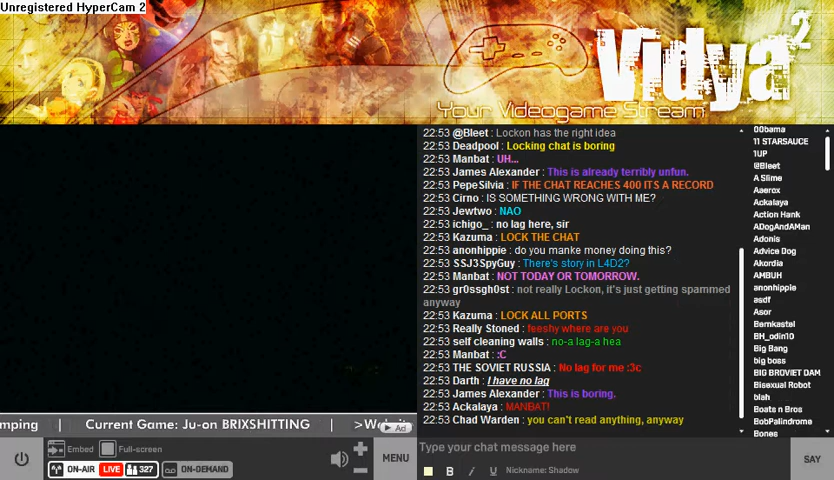 Unregistered HyperCam 2
Vidya²
Your Videogame Stream
22:53 @Bleet : Lockon has the right idea
22:53 Deadpool : Locking chat is boring
22:53 Manbat : UH...
22:53 James Alexander : This is already terribly unfun.
22:53 PepeSilvia : IF THE CHAT REACHES 400 ITS A RECORD
22:53 Cirno : IS SOMETHING WRONG WITH ME?
22:53 Jewtwo : NAO
22:53 ichigo_ : no lag here, sir
22:53 Kazuma : LOCK THE CHAT
22:53 anonhippie : do you manke money doing this?
22:53 SSJ3SpyGuy : There's story in L4D2?
22:53 Manbat : NOT TODAY OR TOMORROW.
22:53 gr0ssgh0st : not really Lockon, it's just getting spammed
anyway
22:53 Kazuma : LOCK ALL PORTS
22:53 Really Stoned : feeshy where are you
22:53 self cleaning walls : no-a lag-a hea
22:53 Manbat : :C
22:53 THE SOVIET RUSSIA : No lag for me :3c
22:53 Darth : I have no lag
22:53 James Alexander : This is boring.
22:53 Ackalaya : MANBAT!
22:53 Chad Warden : you can't read anything, anyway
00bama
11 STARSAUCE
1UP
@Bleet
A Slime
Aaerox
Ackalaya
Action Hank
ADogAndAMan
Adonis
Advice Dog
Akordia
AMBUH
anonhippie
asdf
Asor
Bernkastal
BH_odin10
Big Bang
big boss
BIG BROVIET DAM
Bisexual Robot
blah
Boats n Bros
BobPalindrome
Bones
mping | Current Game: Ju-on BRIXSHITTING | >Websit
Ad
Embed Full-screen
ON-AIR LIVE 327 ON-DEMAND
MENU
Type your chat message here
B I U Nickname: Shadow
SAY